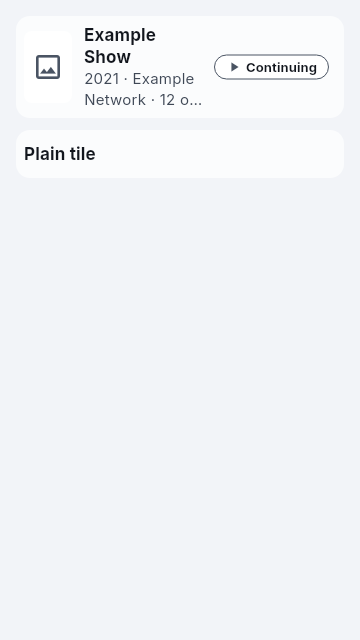 Example
Show
2021 · Example
Network · 12 o…
Continuing
Plain tile